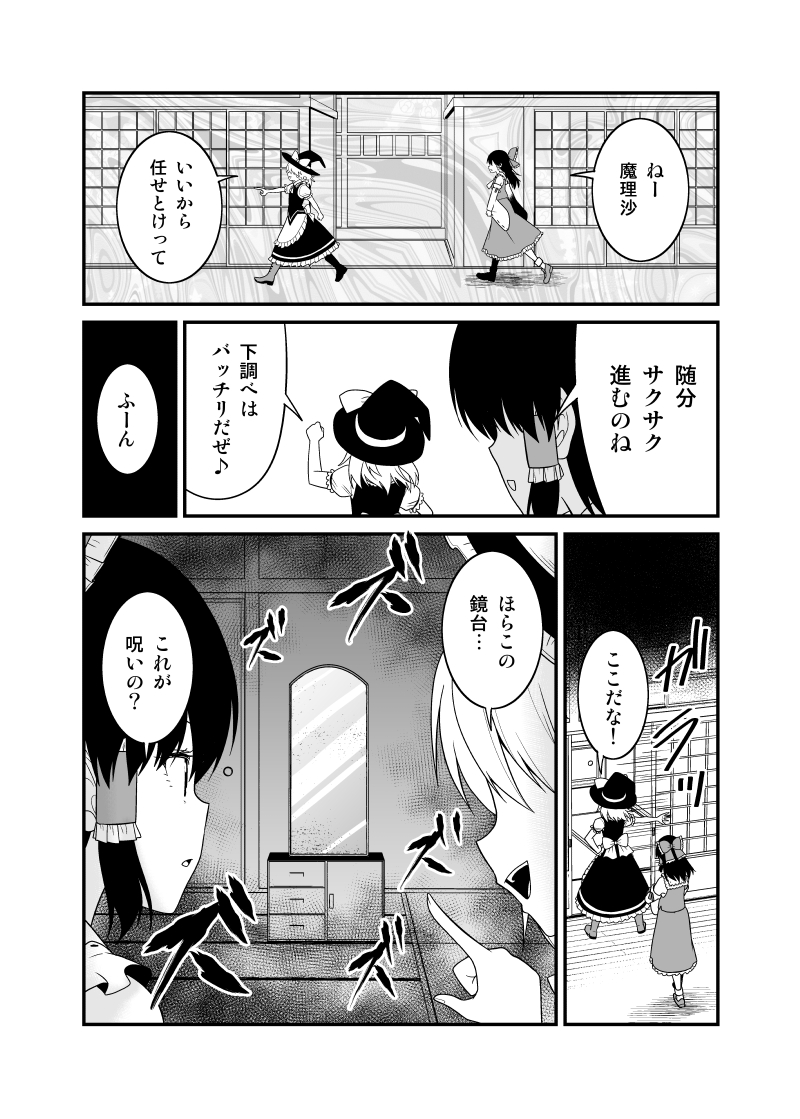 ねー
魔理沙
いいから
任せとけって
随分
サクサク
進むのね
下調べは
バッチリだぜ♪
ふーん
ここだな!
ガラッ
ほらこの
鏡台…
これが
呪いの?
ズズ
ズ
ズズズ